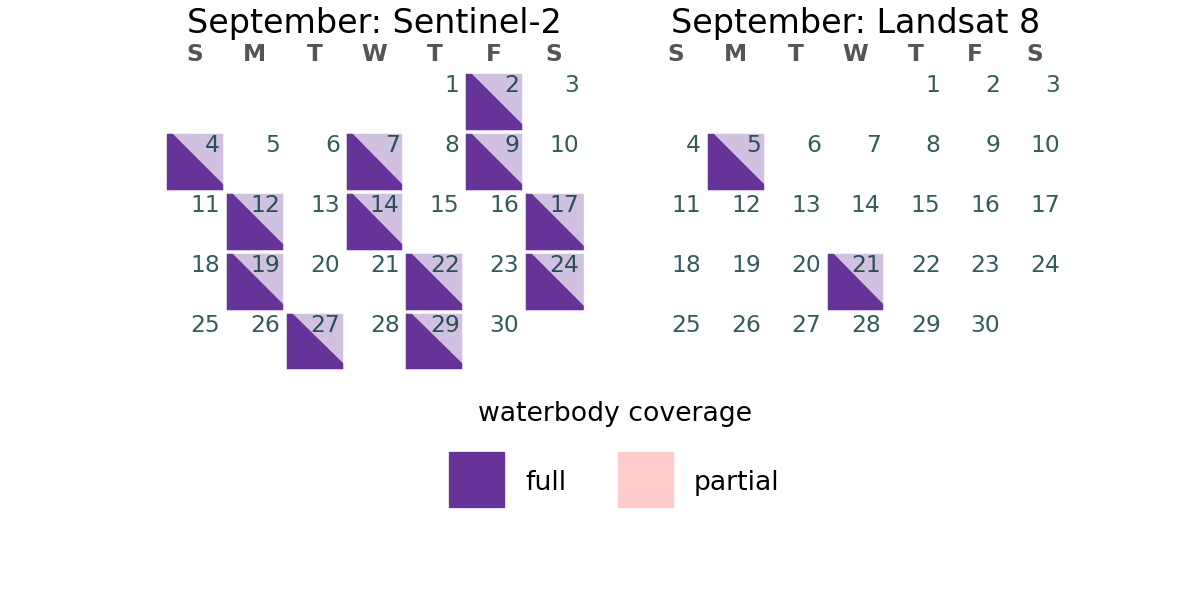 September: Sentinel-2
S M T W T F S
1 2 3
4 5 6 7 8 9 10
11 12 13 14 15 16 17
18 19 20 21 22 23 24
25 26 27 28 29 30
September: Landsat 8
S M T W T F S
1 2 3
4 5 6 7 8 9 10
11 12 13 14 15 16 17
18 19 20 21 22 23 24
25 26 27 28 29 30
waterbody coverage
full partial